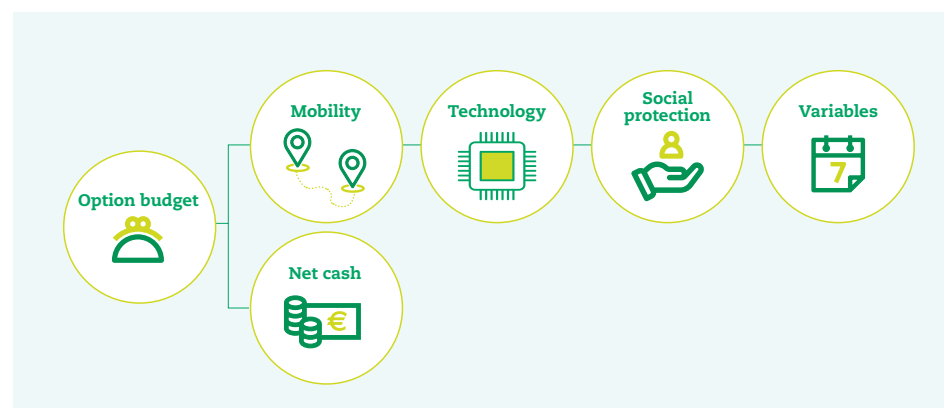 Option budget
Mobility
Technology
Social
protection
Variables
7
Net cash
€